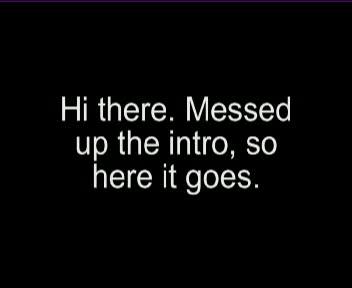 Hi there. Messed
up the intro, so
here it goes.